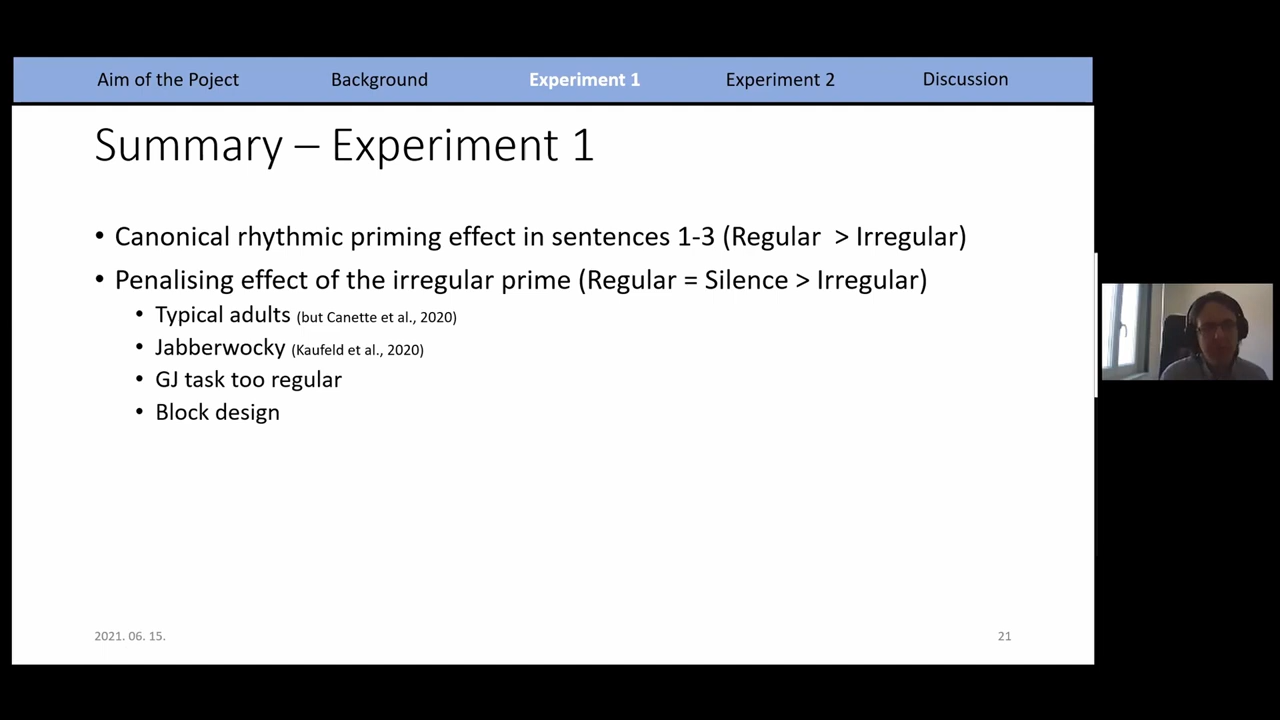 Aim of the Poject Background Experiment 1 Experiment 2 Discussion
Summary – Experiment 1
• Canonical rhythmic priming effect in sentences 1-3 (Regular > Irregular)
• Penalising effect of the irregular prime (Regular = Silence > Irregular)
• Typical adults (but Canette et al., 2020)
• Jabberwocky (Kaufeld et al., 2020)
• GJ task too regular
• Block design
2021. 06. 15. 21